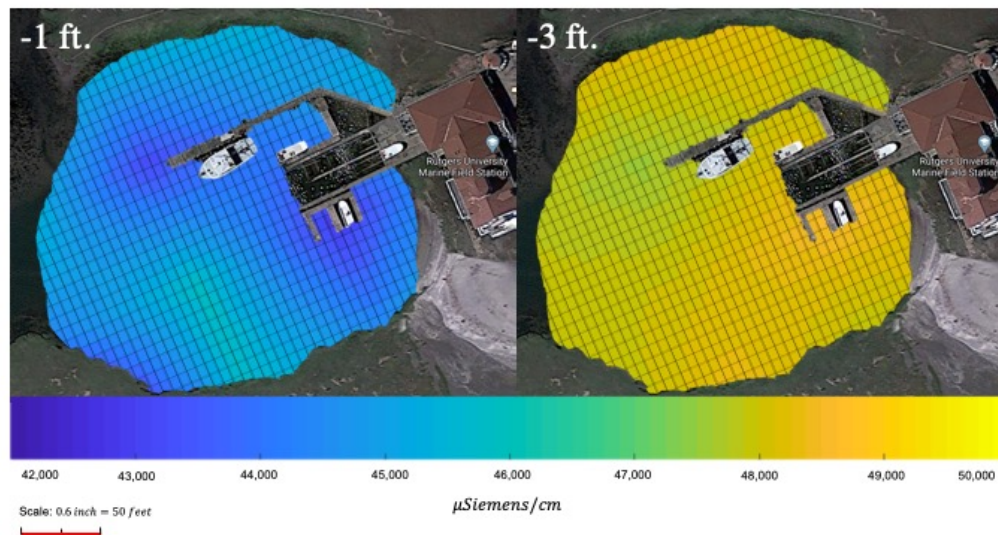 -1 ft.
-3 ft.
Rutgers University
Marine Field Station
Rutgers University
Marine Field Station
42,000 43,000 44,000 45,000 46,000 47,000 48,000 49,000 50,000
μSiemens/cm
Scale: 0.6 inch = 50 feet